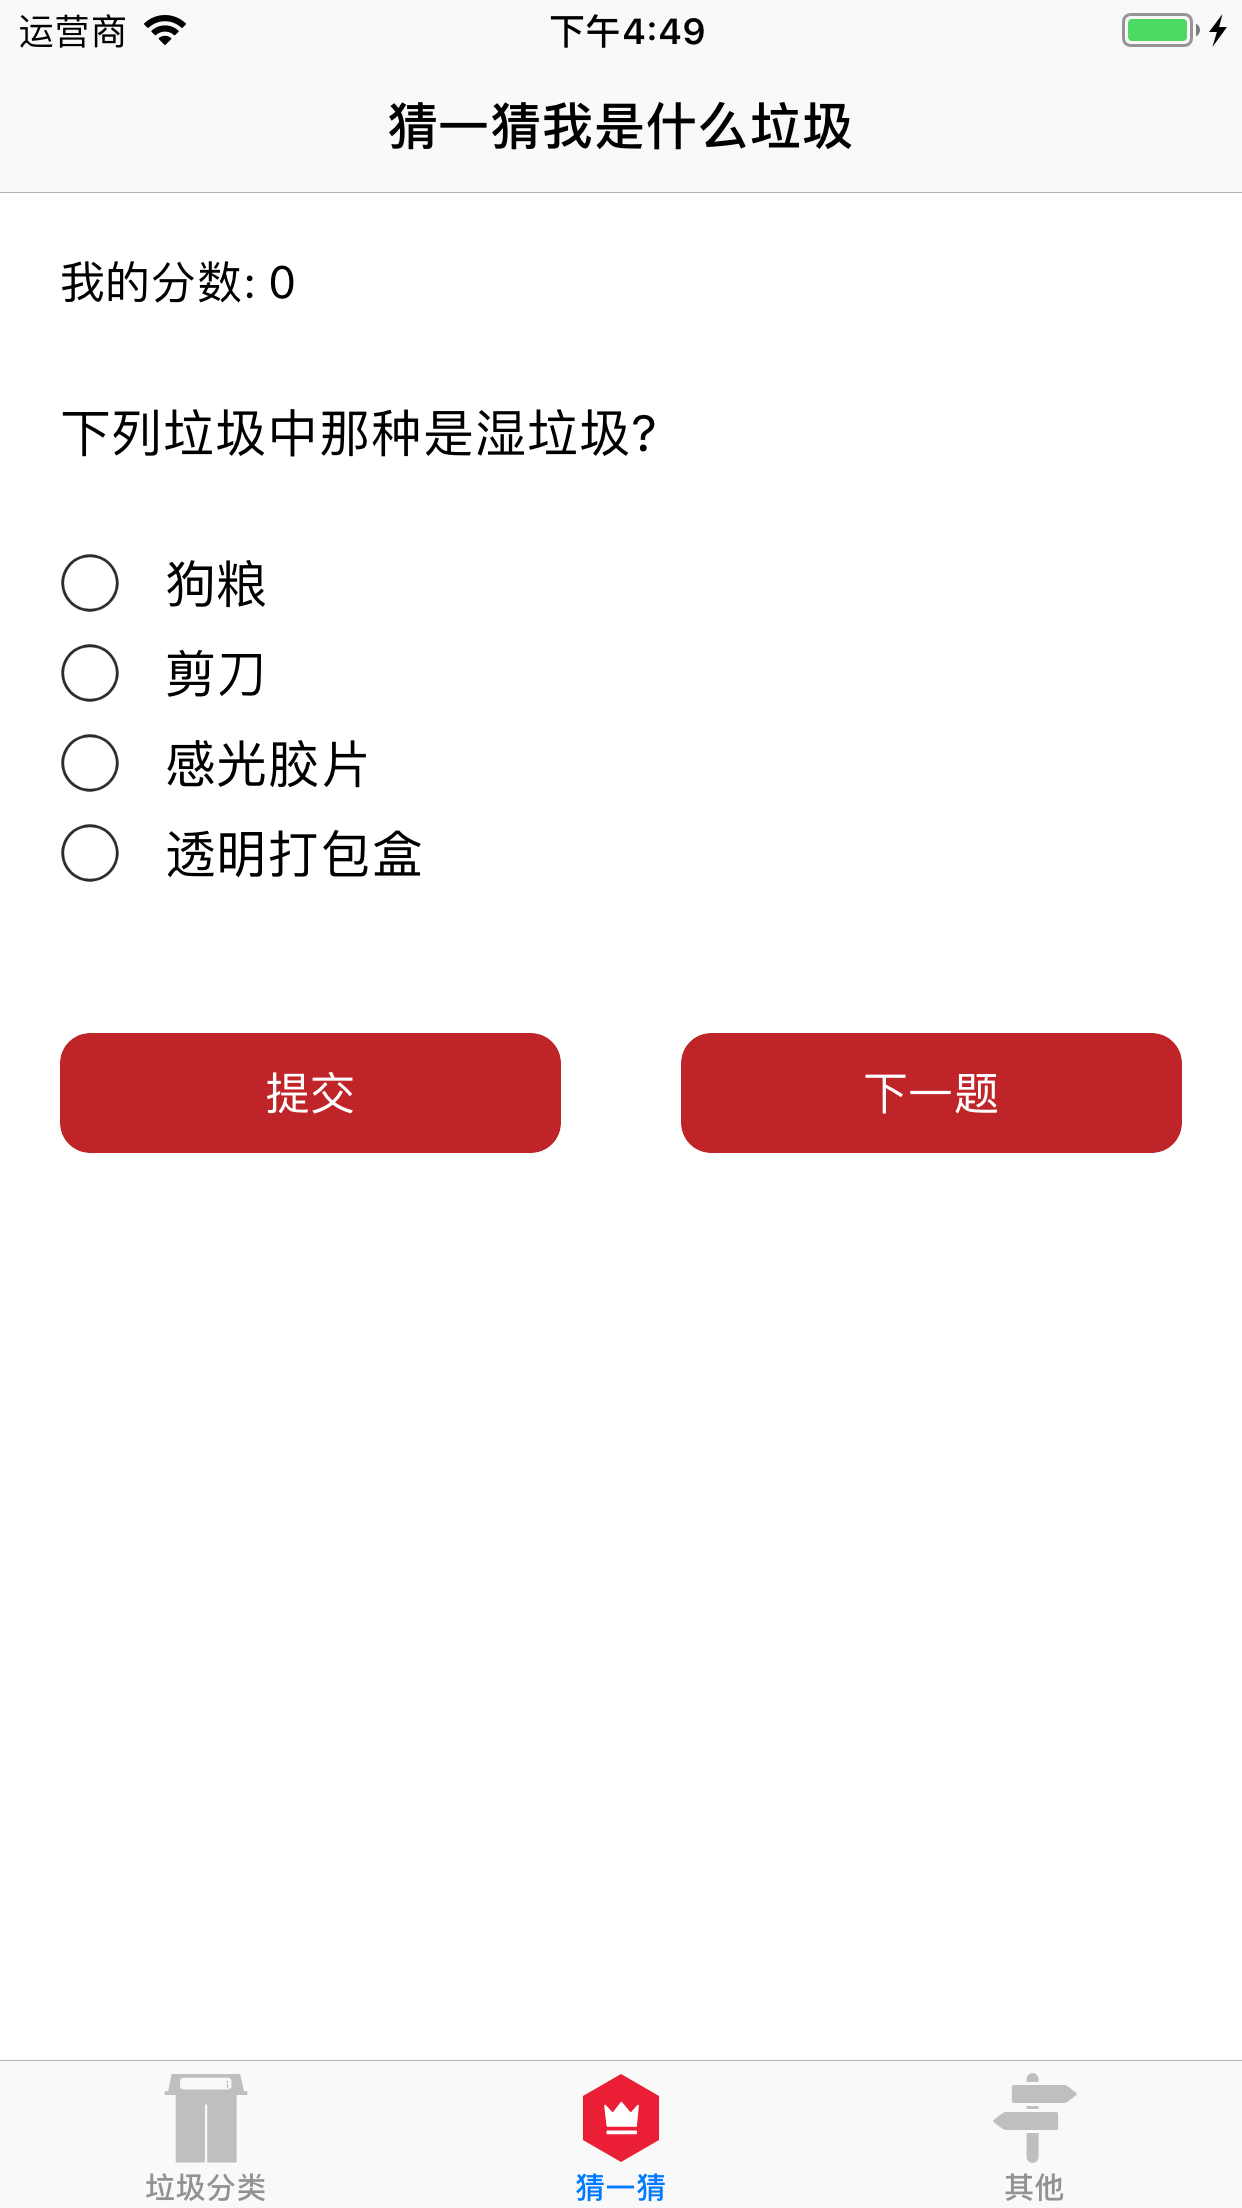 运营商 下午4:49
猜一猜我是什么垃圾
我的分数: 0
下列垃圾中那种是湿垃圾?
狗粮
剪刀
感光胶片
透明打包盒
提交 下一题
垃圾分类 猜一猜 其他